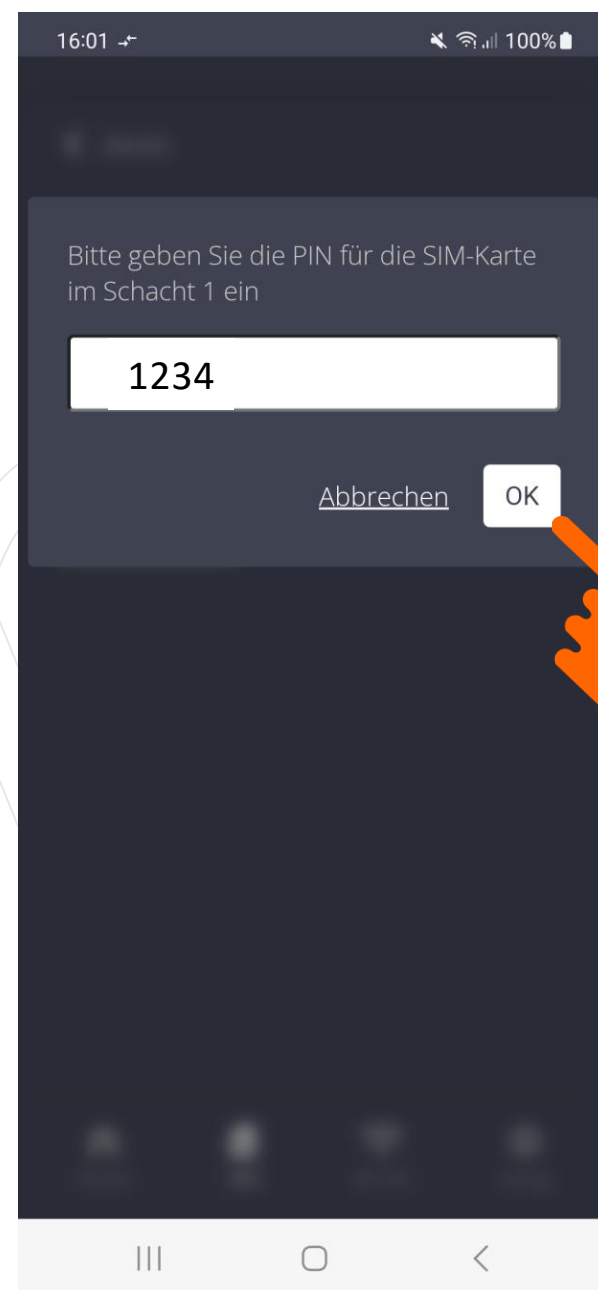 16:01 100%
Bitte geben Sie die PIN für die SIM-Karte
im Schacht 1 ein
1234
Abbrechen OK